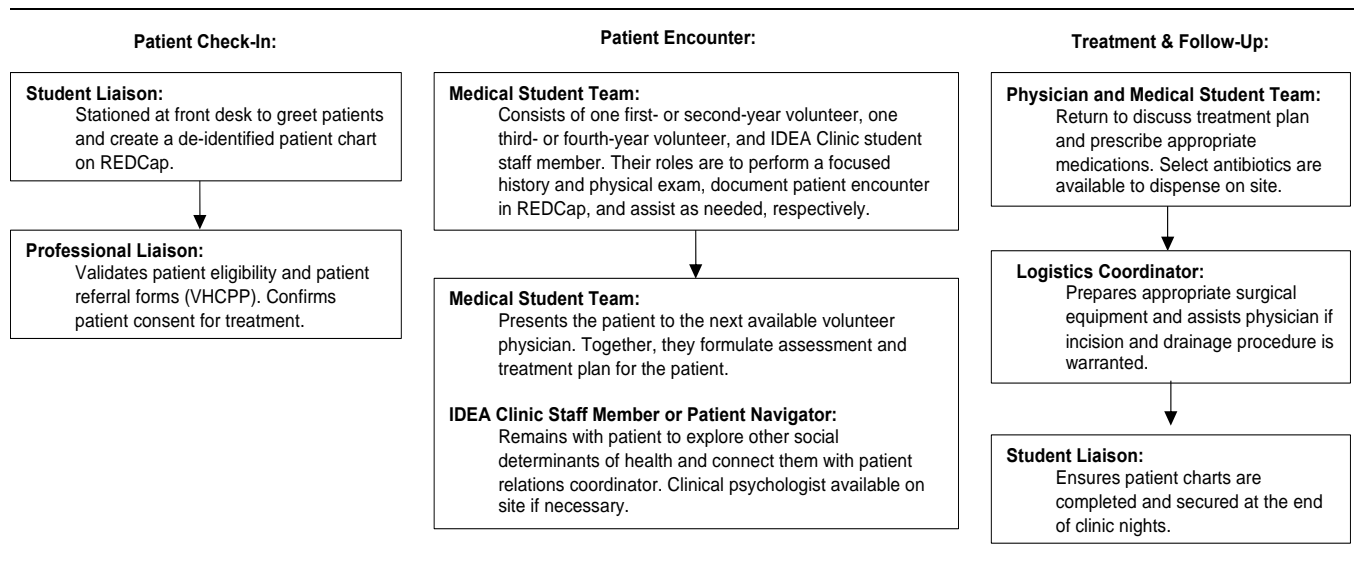 Patient Check-In:
Student Liaison:
Stationed at front desk to greet patients
and create a de-identified patient chart
on REDCap.
Professional Liaison:
Validates patient eligibility and patient
referral forms (VHCPP). Confirms
patient consent for treatment.
Patient Encounter:
Medical Student Team:
Consists of one first- or second-year volunteer, one
third- or fourth-year volunteer, and IDEA Clinic student
staff member. Their roles are to perform a focused
history and physical exam, document patient encounter
in REDCap, and assist as needed, respectively.
Medical Student Team:
Presents the patient to the next available volunteer
physician. Together, they formulate assessment and
treatment plan for the patient.
IDEA Clinic Staff Member or Patient Navigator:
Remains with patient to explore other social
determinants of health and connect them with patient
relations coordinator. Clinical psychologist available on
site if necessary.
Treatment & Follow-Up:
Physician and Medical Student Team:
Return to discuss treatment plan
and prescribe appropriate
medications. Select antibiotics are
available to dispense on site.
Logistics Coordinator:
Prepares appropriate surgical
equipment and assists physician if
incision and drainage procedure is
warranted.
Student Liaison:
Ensures patient charts are
completed and secured at the end
of clinic nights.